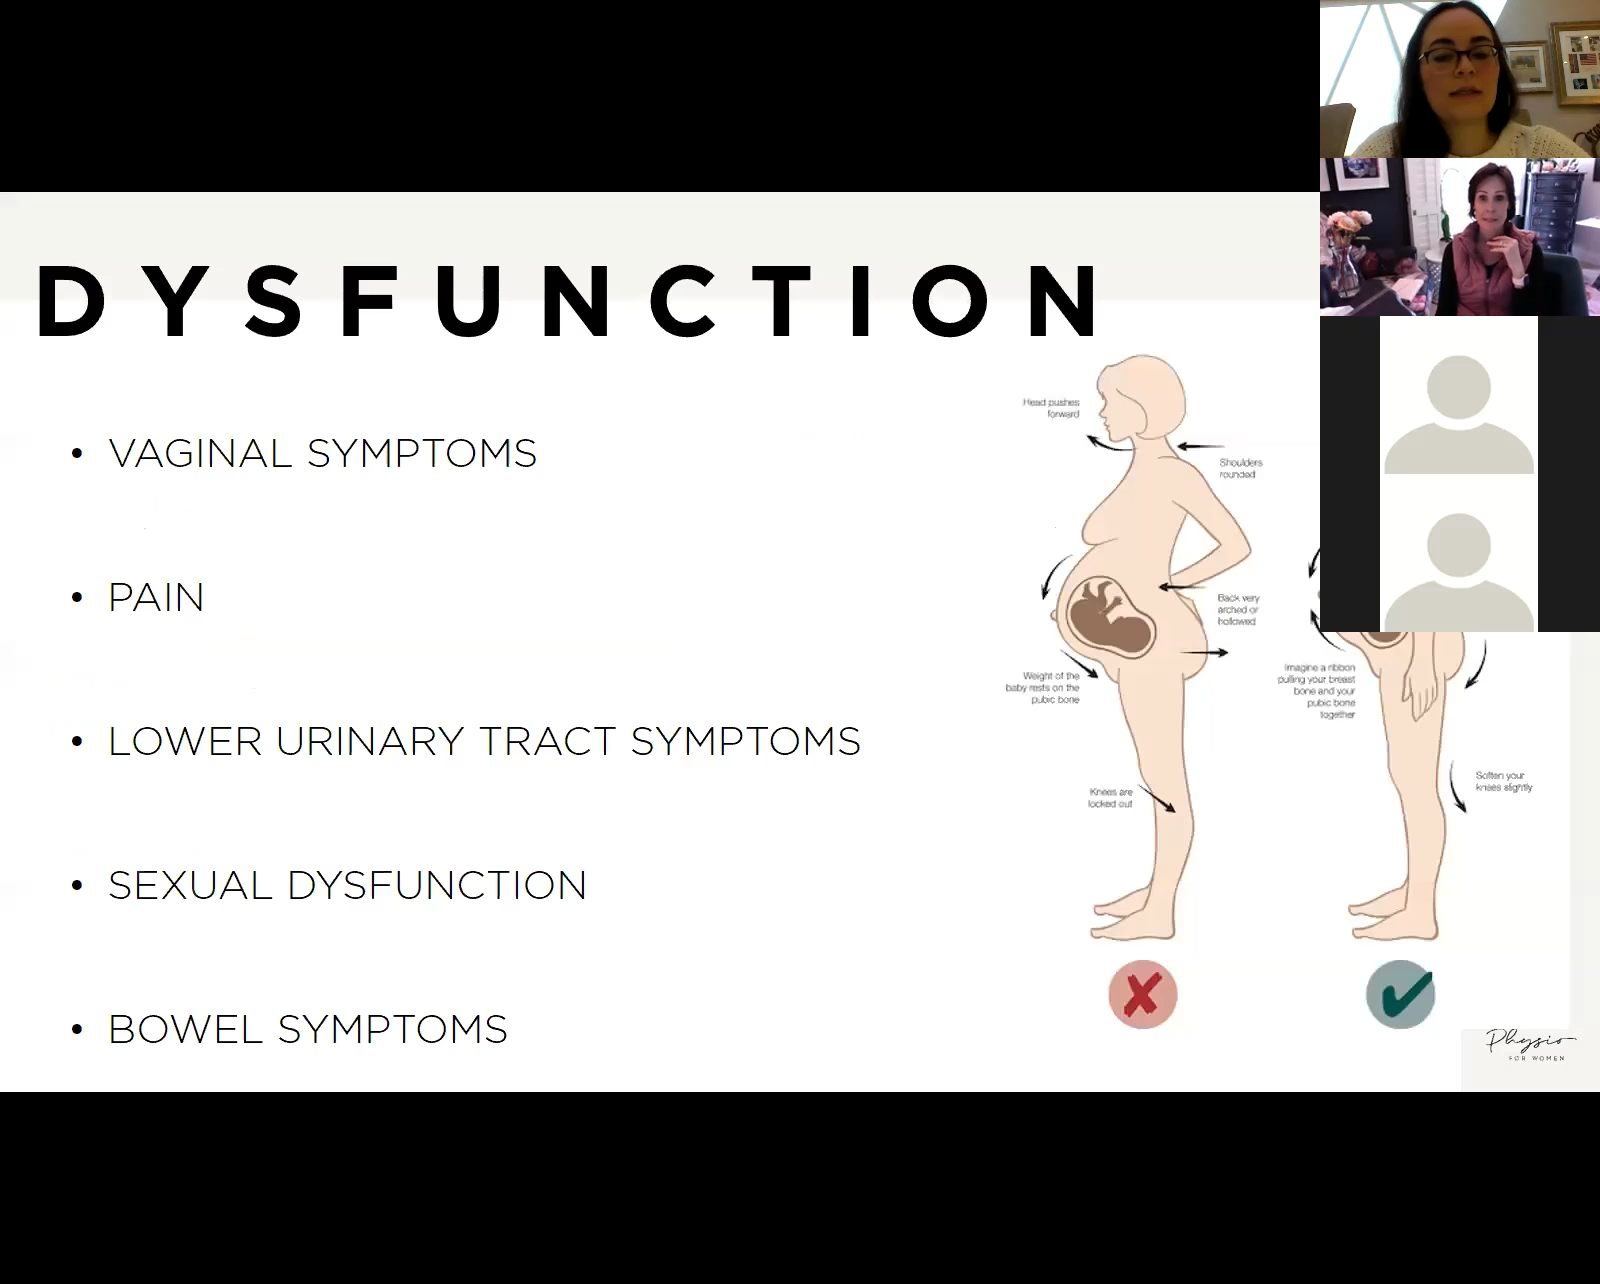 DYSFUNCTION
• VAGINAL SYMPTOMS
• PAIN
• LOWER URINARY TRACT SYMPTOMS
• SEXUAL DYSFUNCTION
• BOWEL SYMPTOMS
Head pushes
forward
Shoulders
rounded
Back very
arched or
hollowed
Weight of the
baby rests on the
pubic bone
Knees are
locked out
Imagine a ribbon
pulling your breast
bone and your
pubic bone
together
Soften your
knees slightly
Physio
FOR WOMEN